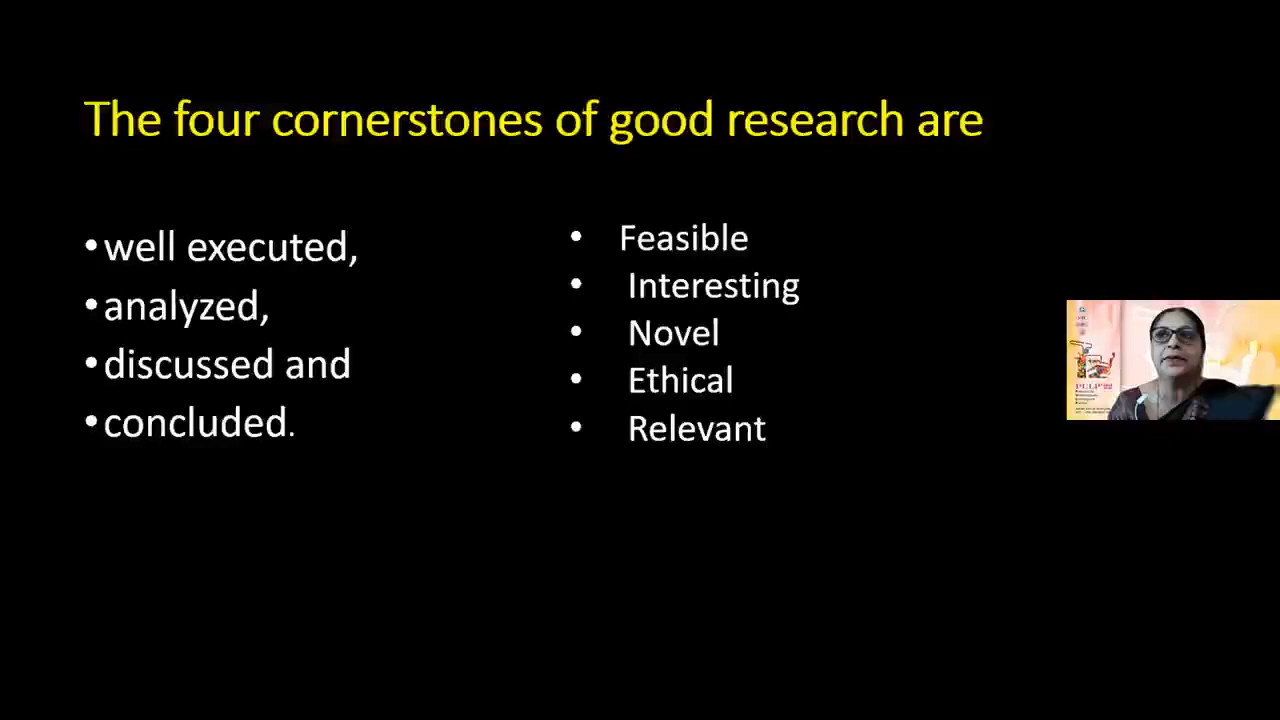 The four cornerstones of good research are
•well executed,
•analyzed,
•discussed and
•concluded.
• Feasible
• Interesting
• Novel
• Ethical
• Relevant